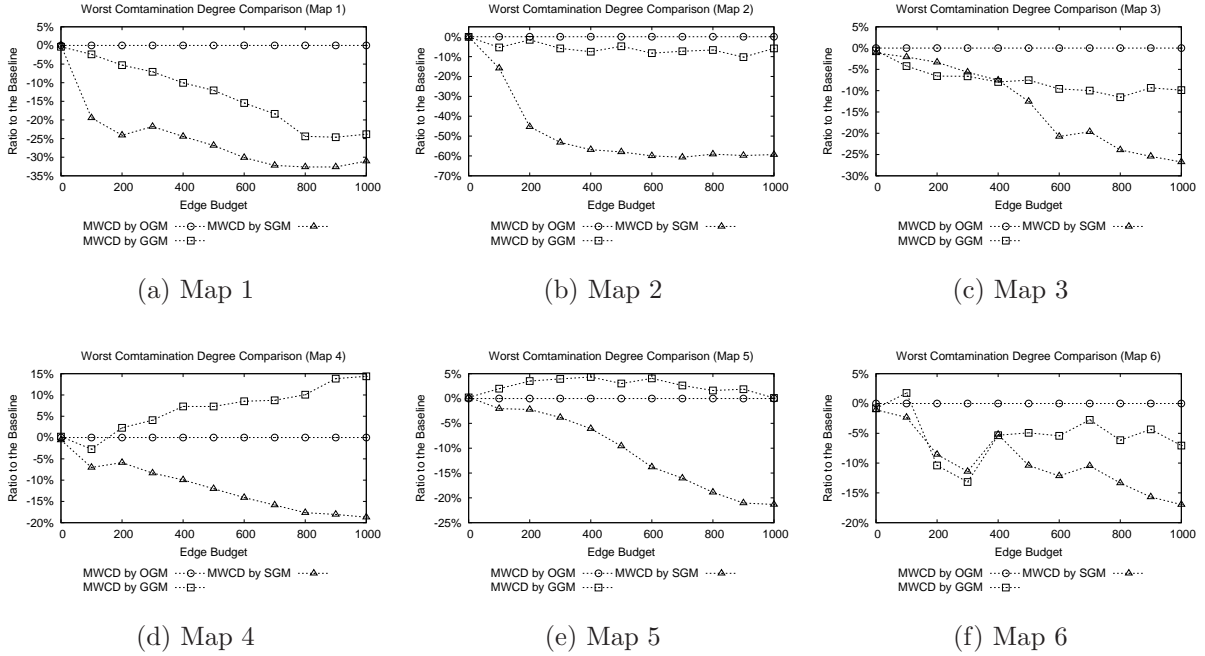 Worst Comtamination Degree Comparison (Map 1)
5%
0%
-5%
-10%
-15%
-20%
-25%
-30%
-35%
Ratio to the Baseline
0 200 400 600 800 1000
Edge Budget
MWCD by OGM MWCD by SGM
MWCD by GGM
(a) Map 1
Worst Comtamination Degree Comparison (Map 2)
0%
-10%
-20%
-30%
-40%
-50%
-60%
-70%
Ratio to the Baseline
0 200 400 600 800 1000
Edge Budget
MWCD by OGM MWCD by SGM
MWCD by GGM
(b) Map 2
Worst Comtamination Degree Comparison (Map 3)
5%
0%
-5%
-10%
-15%
-20%
-25%
-30%
Ratio to the Baseline
0 200 400 600 800 1000
Edge Budget
MWCD by OGM MWCD by SGM
MWCD by GGM
(c) Map 3
Worst Comtamination Degree Comparison (Map 4)
15%
10%
5%
0%
-5%
-10%
-15%
-20%
Ratio to the Baseline
0 200 400 600 800 1000
Edge Budget
MWCD by OGM MWCD by SGM
MWCD by GGM
(d) Map 4
Worst Comtamination Degree Comparison (Map 5)
5%
0%
-5%
-10%
-15%
-20%
-25%
Ratio to the Baseline
0 200 400 600 800 1000
Edge Budget
MWCD by OGM MWCD by SGM
MWCD by GGM
(e) Map 5
Worst Comtamination Degree Comparison (Map 6)
5%
0%
-5%
-10%
-15%
-20%
Ratio to the Baseline
0 200 400 600 800 1000
Edge Budget
MWCD by OGM MWCD by SGM
MWCD by GGM
(f) Map 6